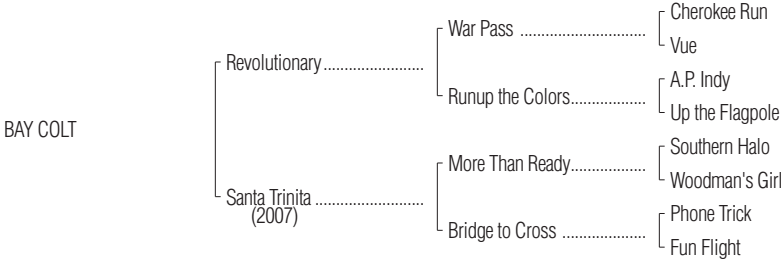 Cherokee Run
War Pass ..............................
Vue
Revolutionary........................
A.P. Indy
Runup the Colors..................
Up the Flagpole
BAY COLT
Southern Halo
More Than Ready..................
Woodman's Girl
Santa Trinita ..........................
(2007)
Phone Trick
Bridge to Cross ....................
Fun Flight